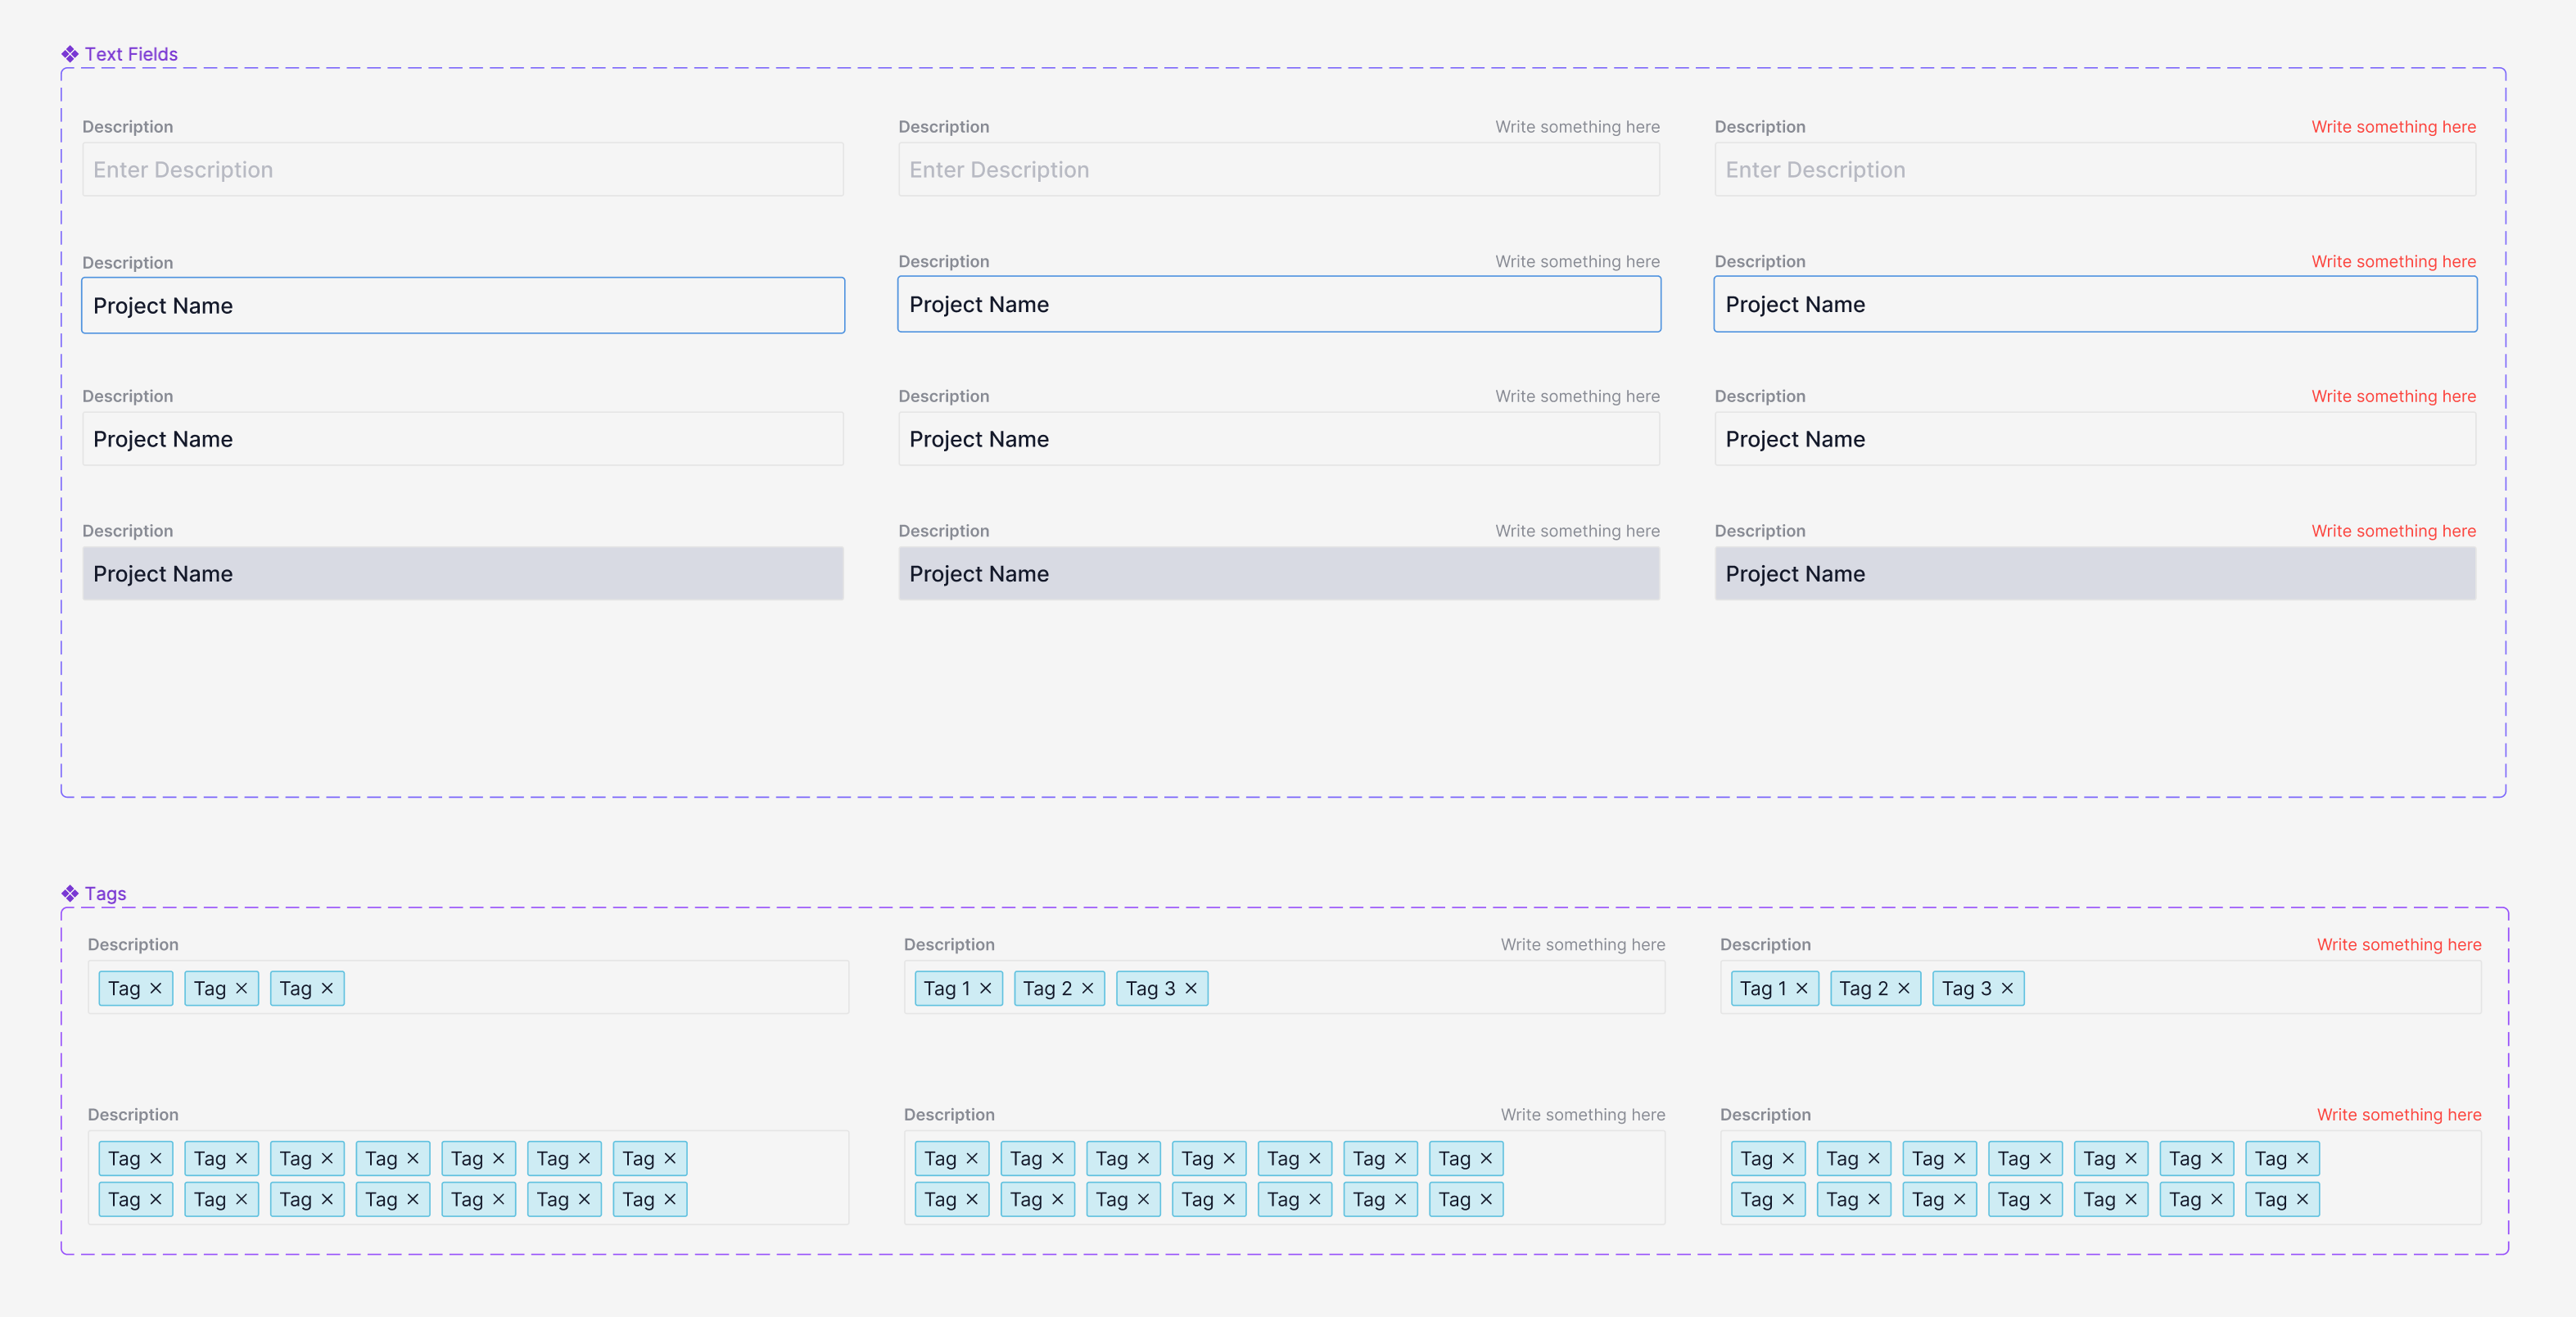 Text Fields
Description
Description Write something here
Description Write something here
Enter Description
Enter Description
Enter Description
Description
Description Write something here
Description Write something here
Project Name
Project Name
Project Name
Description
Description Write something here
Description Write something here
Project Name
Project Name
Project Name
Description
Description Write something here
Description Write something here
Project Name
Project Name
Project Name
Tags
Description
Description Write something here
Description Write something here
Tag × Tag × Tag ×
Tag 1 × Tag 2 × Tag 3 ×
Tag 1 × Tag 2 × Tag 3 ×
Description
Description Write something here
Description Write something here
Tag × Tag × Tag × Tag × Tag × Tag × Tag ×
Tag × Tag × Tag × Tag × Tag × Tag × Tag ×
Tag × Tag × Tag × Tag × Tag × Tag × Tag ×
Tag × Tag × Tag × Tag × Tag × Tag × Tag ×
Tag × Tag × Tag × Tag × Tag × Tag × Tag ×
Tag × Tag × Tag × Tag × Tag × Tag × Tag ×